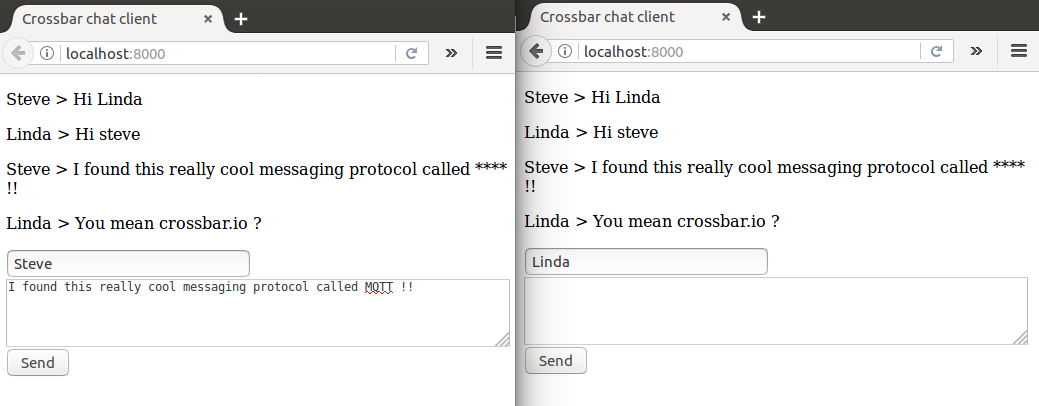 Crossbar chat client × +
localhost:8000
Steve > Hi Linda
Linda > Hi steve
Steve > I found this really cool messaging protocol called ****
!!
Linda > You mean crossbar.io ?
Steve
I found this really cool messaging protocol called MQTT !!
Send
Crossbar chat client × +
localhost:8000
Steve > Hi Linda
Linda > Hi steve
Steve > I found this really cool messaging protocol called ****
!!
Linda > You mean crossbar.io ?
Linda
Send